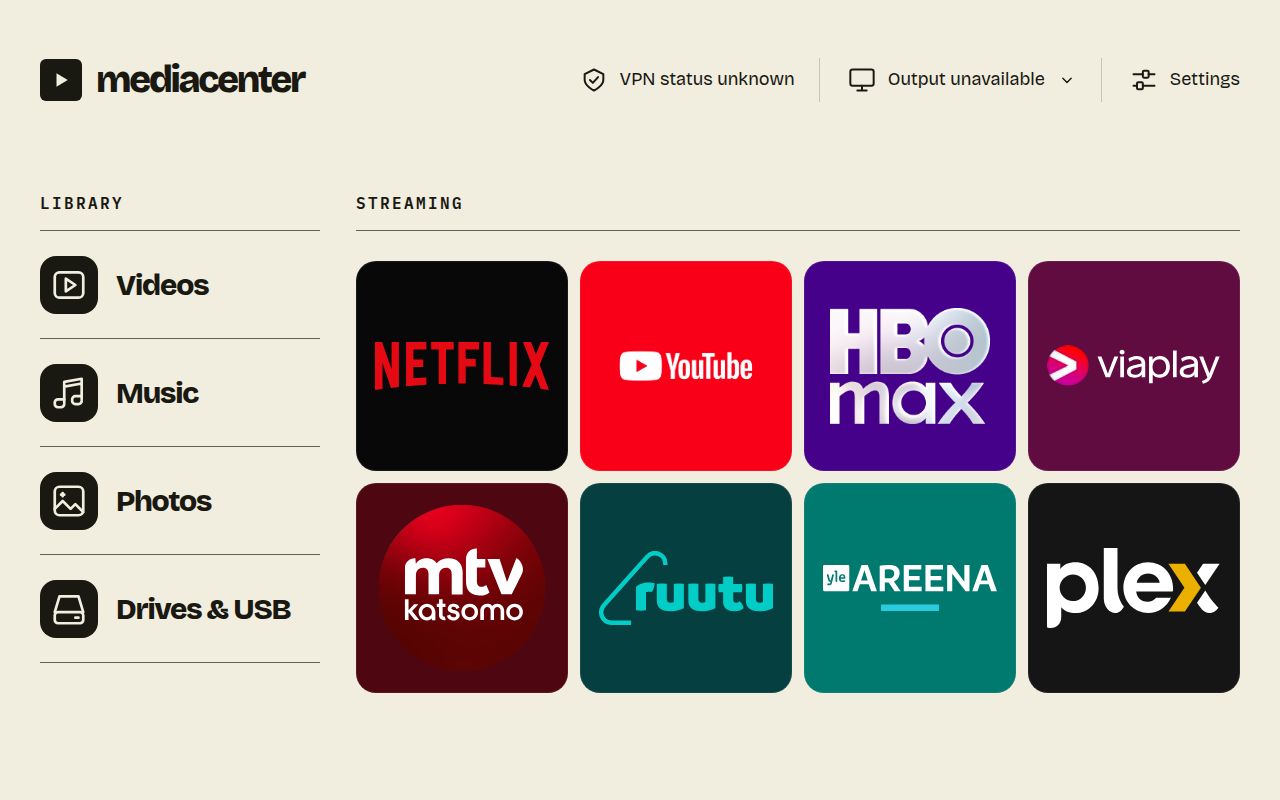 mediacenter
VPN status unknown
Output unavailable
Settings
LIBRARY
Videos
Music
Photos
Drives & USB
STREAMING
NETFLIX
YouTube
HBO
max
viaplay
mtv
katsomo
ruutu
yle AREENA
plex